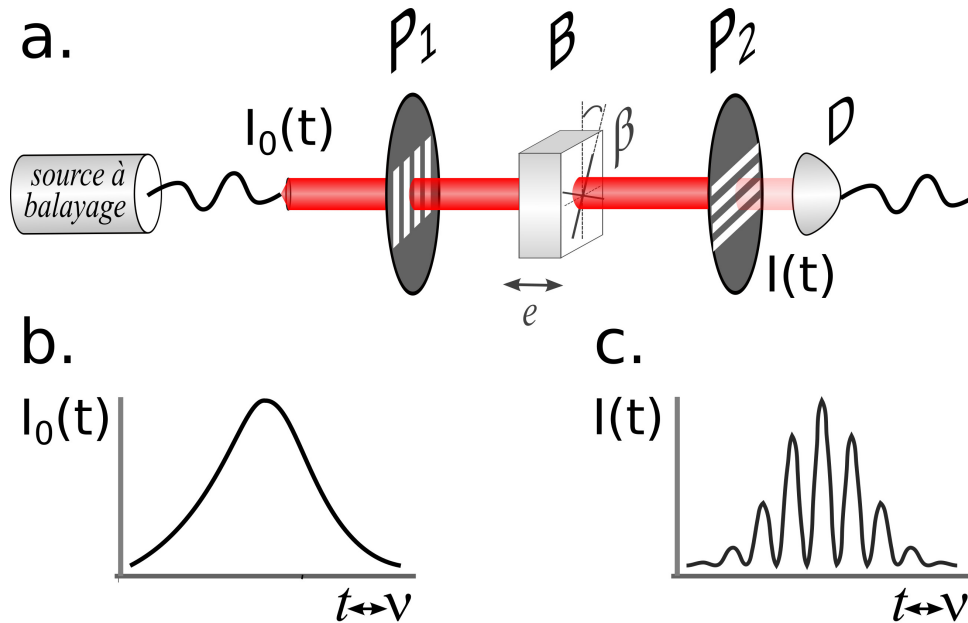 a.
P1 B P2
D
I₀(t)
β
source à
balayage
I(t)
e
b.
c.
I₀(t)
I(t)
t↔ν
t↔ν